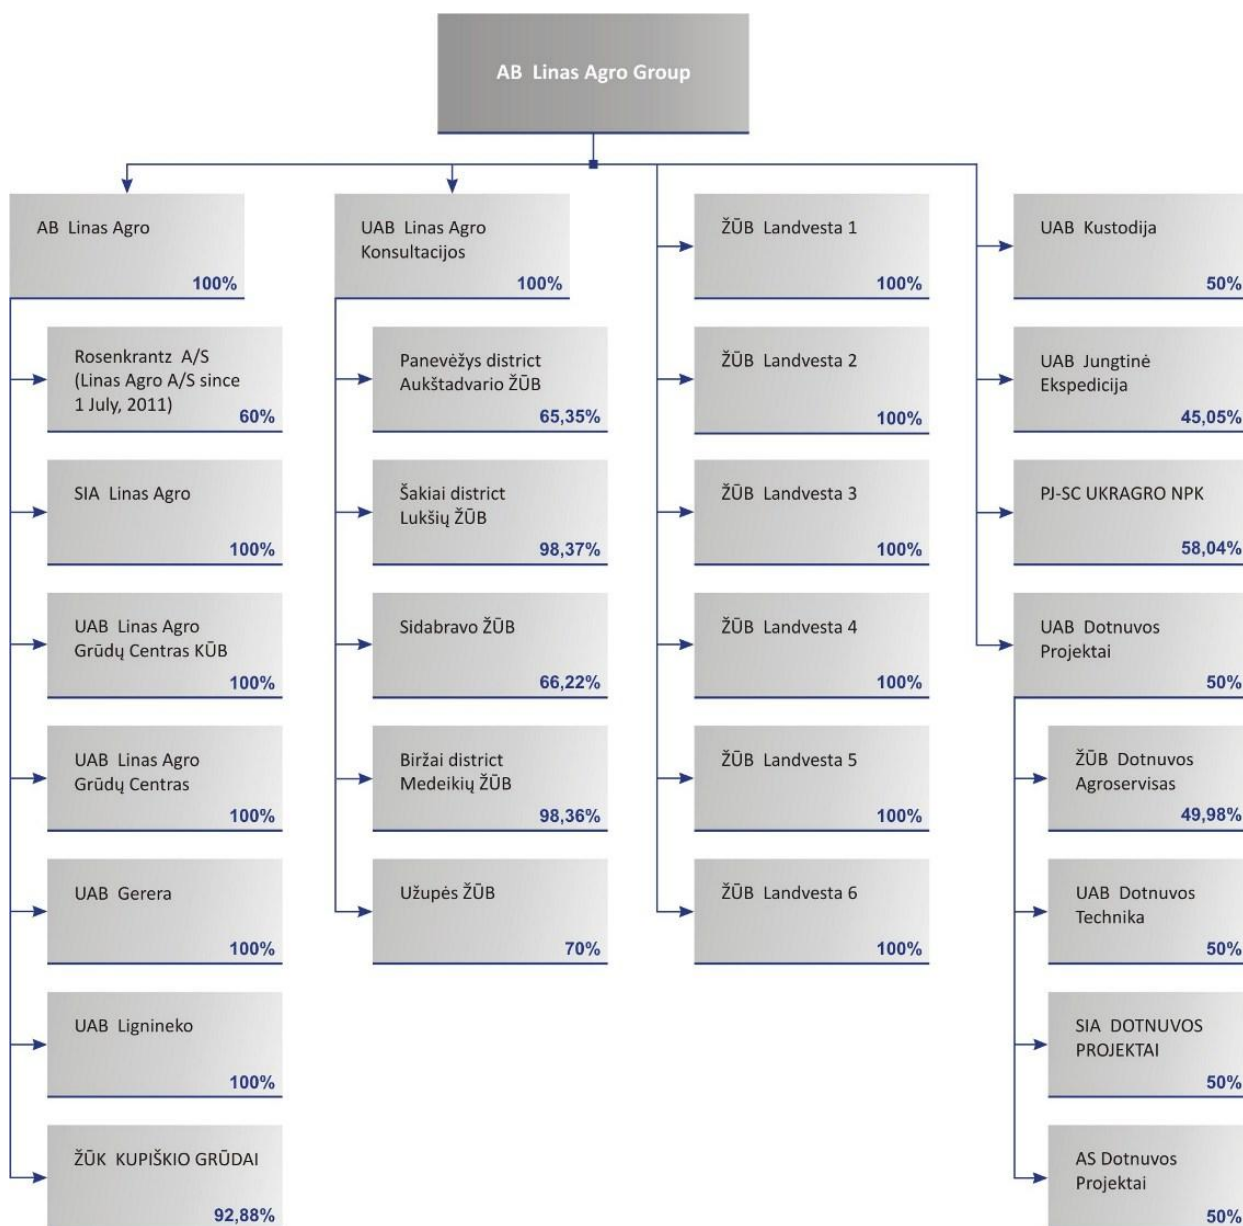 AB Linas Agro Group
AB Linas Agro
100%
Rosenkrantz A/S
(Linas Agro A/S since
1 July, 2011)
60%
SIA Linas Agro
100%
UAB Linas Agro
Grūdų Centras KŪB
100%
UAB Linas Agro
Grūdų Centras
100%
UAB Gerera
100%
UAB Lignineko
100%
ŽŪK KUPIŠKIO GRŪDAI
92,88%
UAB Linas Agro
Konsultacijos
100%
Panevėžys district
Aukštadvario ŽŪB
65,35%
Šakiai district
Lukšių ŽŪB
98,37%
Sidabravo ŽŪB
66,22%
Biržai district
Medeikių ŽŪB
98,36%
Užupės ŽŪB
70%
ŽŪB Landvesta 1
100%
ŽŪB Landvesta 2
100%
ŽŪB Landvesta 3
100%
ŽŪB Landvesta 4
100%
ŽŪB Landvesta 5
100%
ŽŪB Landvesta 6
100%
UAB Kustodija
50%
UAB Jungtinė
Ekspedicija
45,05%
PJ-SC UKRAGRO NPK
58,04%
UAB Dotnuvos
Projektai
50%
ŽŪB Dotnuvos
Agroservisas
49,98%
UAB Dotnuvos
Technika
50%
SIA DOTNUVOS
PROJEKTAI
50%
AS Dotnuvos
Projektai
50%